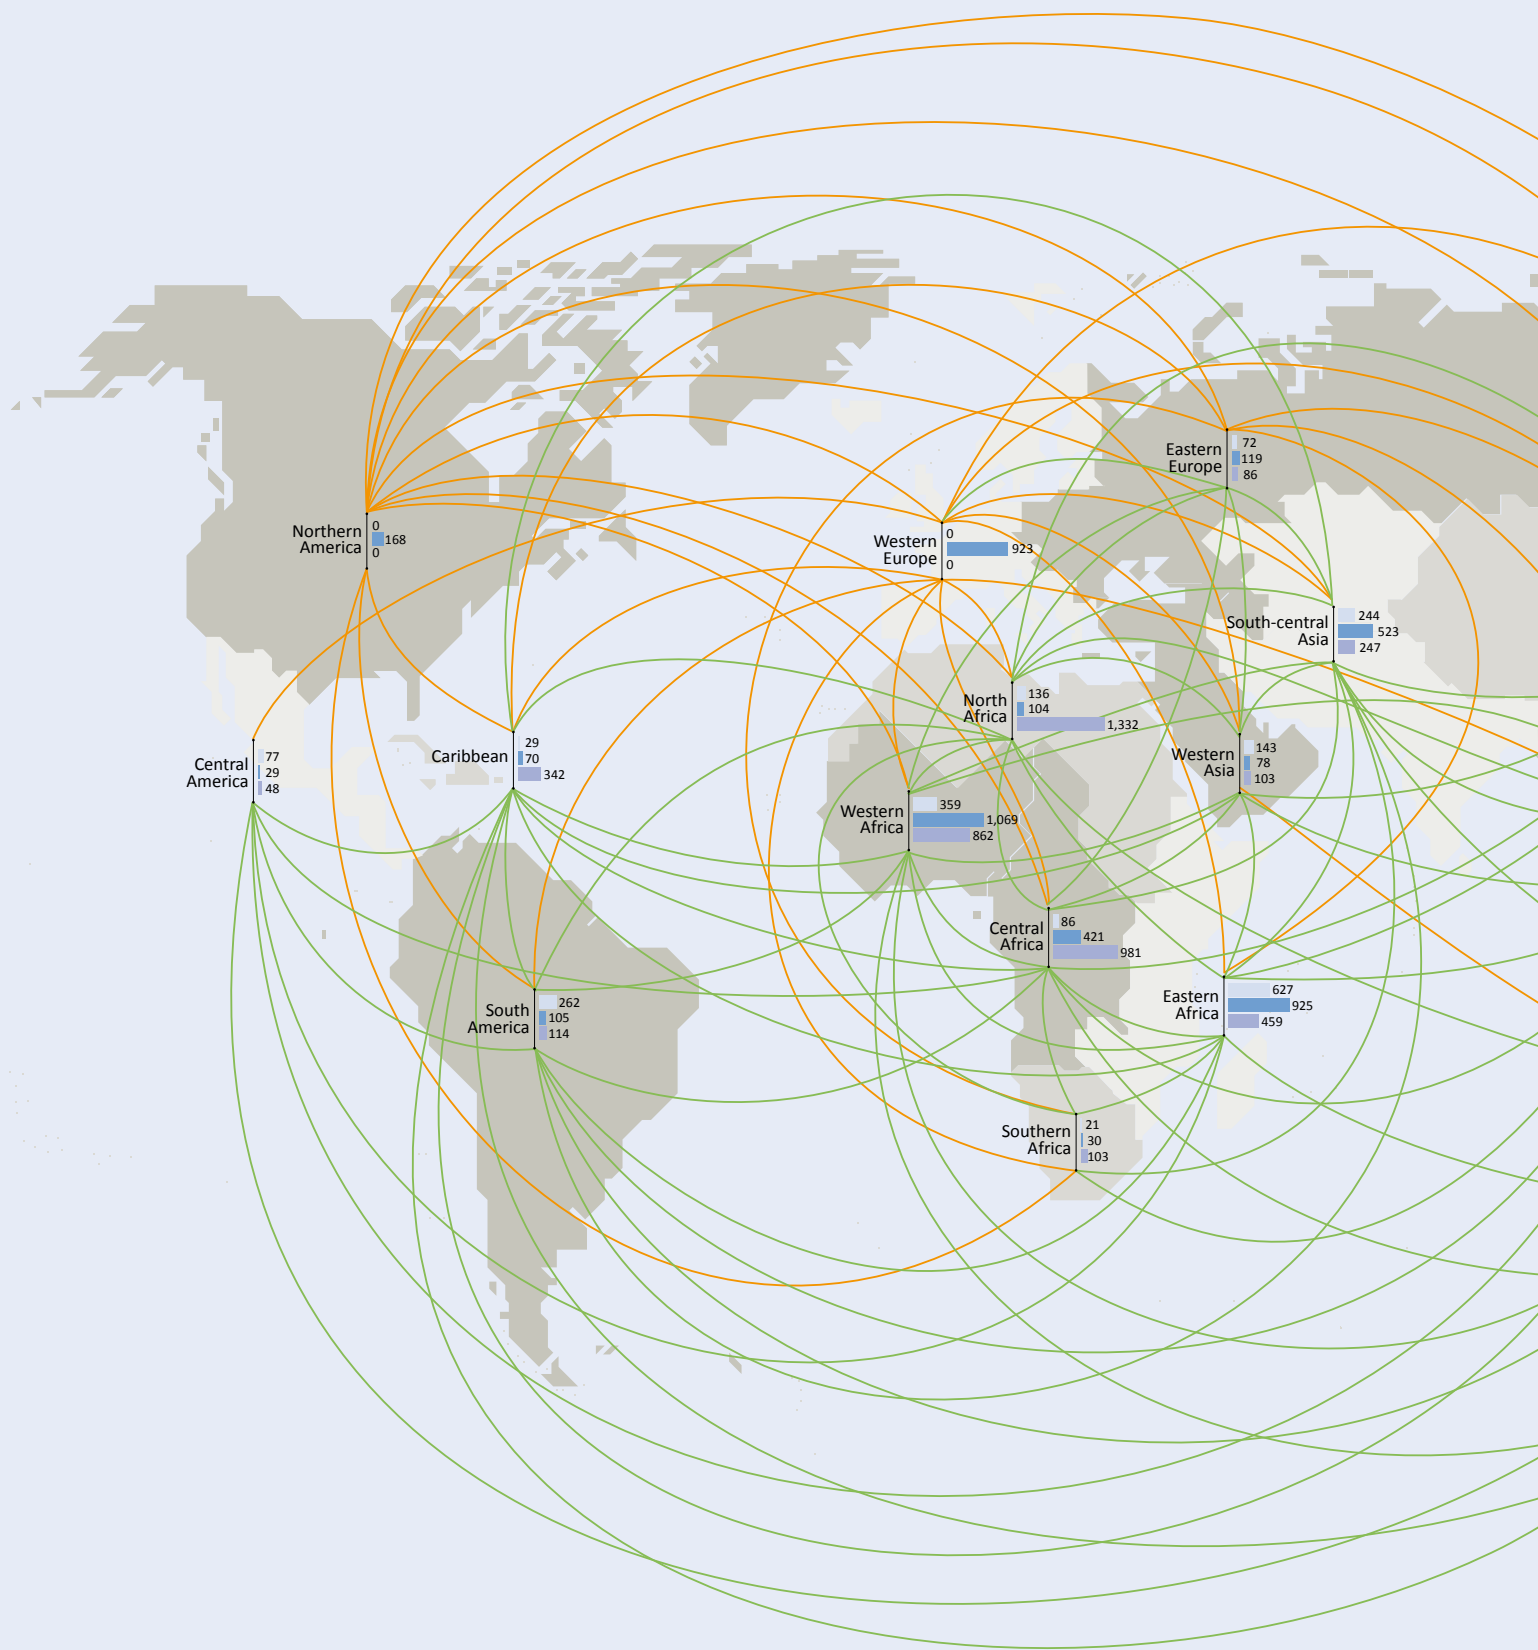 Eastern
Europe
72
119
86
Northern
America
0
168
0
Western
Europe
0
923
0
South-central
Asia
244
523
247
North
Africa
136
104
1,332
Central
America
77
29
48
Caribbean
29
70
342
Western
Asia
143
78
103
Western
Africa
359
1,069
862
Central
Africa
86
421
981
South
America
262
105
114
Eastern
Africa
627
925
459
Southern
Africa
21
30
103